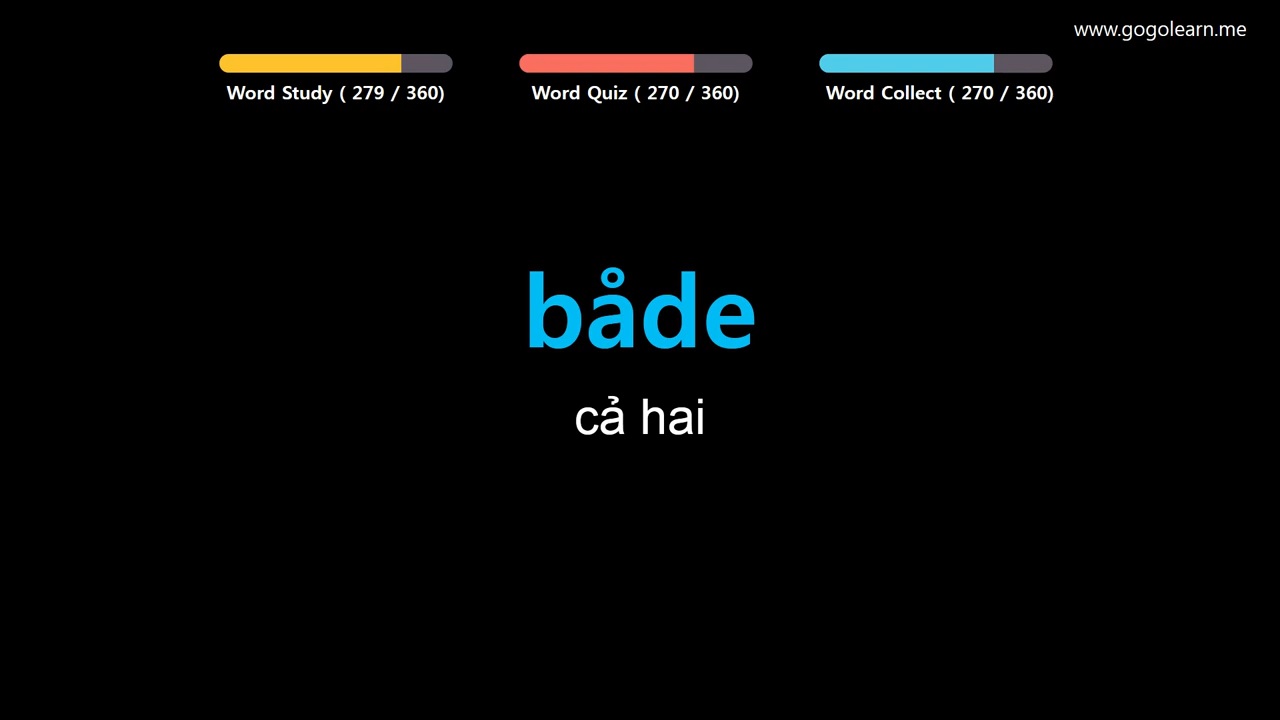 www.gogolearn.me
Word Study ( 279 / 360)
Word Quiz ( 270 / 360)
Word Collect ( 270 / 360)
både
cả hai